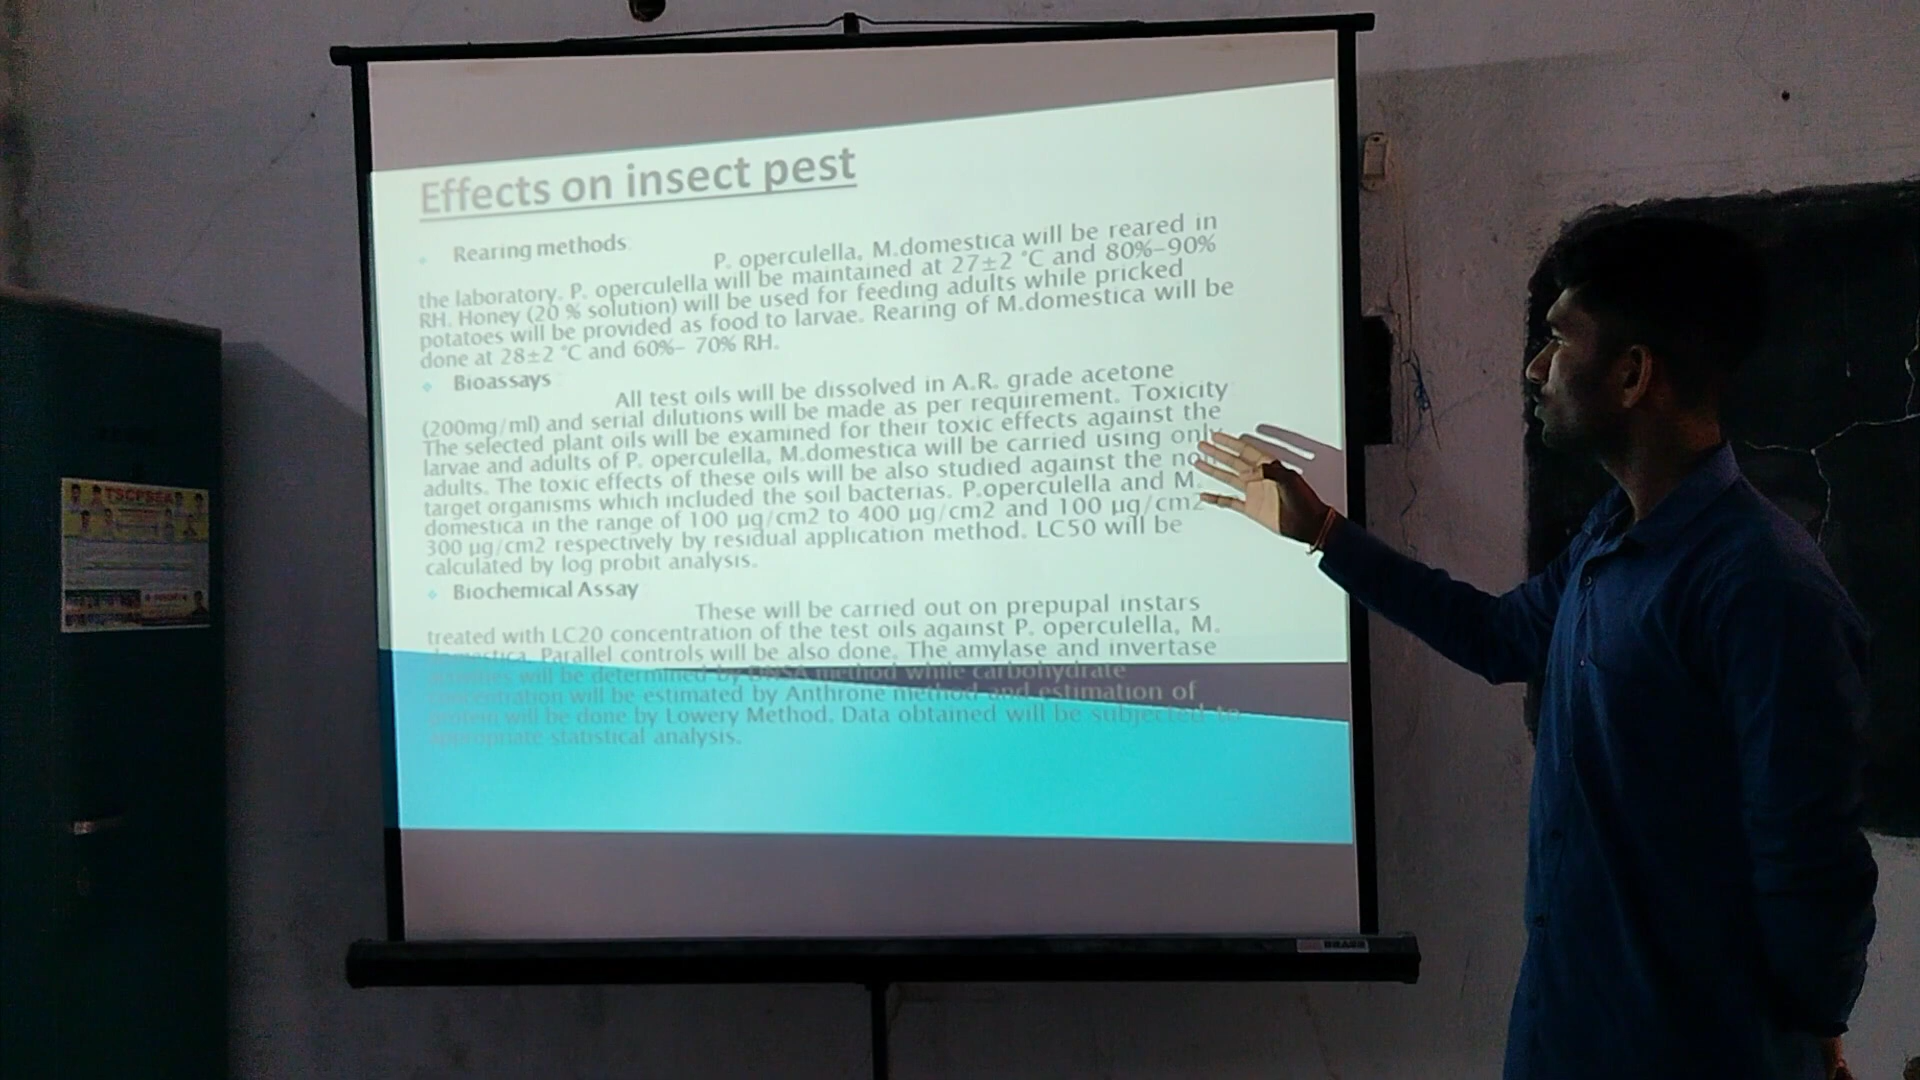 Effects on insect pest
Rearing methods
P. operculella, M.domestica will be reared in
the laboratory. P. operculella will be maintained at 27±2 °C and 80%-90%
RH. Honey (20 % solution) will be used for feeding adults while pricked
potatoes will be provided as food to larvae. Rearing of M.domestica will be
done at 28±2 °C and 60%- 70% RH.
Bioassays
All test oils will be dissolved in A.R. grade acetone
(200mg/ml) and serial dilutions will be made as per requirement. Toxicity
The selected plant oils will be examined for their toxic effects against the
larvae and adults of P. operculella, M.domestica will be carried using only
adults. The toxic effects of these oils will be also studied against the non
target organisms which included the soil bacterias. P.operculella and M.
domestica in the range of 100 µg/cm2 to 400 µg/cm2 and 100 µg/cm2
300 µg/cm2 respectively by residual application method. LC50 will be
calculated by log probit analysis.
Biochemical Assay
These will be carried out on prepupal instars
treated with LC20 concentration of the test oils against P. operculella, M.
domestica. Parallel controls will be also done. The amylase and invertase
will be determined by DNSA method while carbohydrate
concentration will be estimated by Anthrone method and estimation of
protein will be done by Lowery Method. Data obtained will be subjected to
appropriate statistical analysis.
TSCPSEA
BRASS